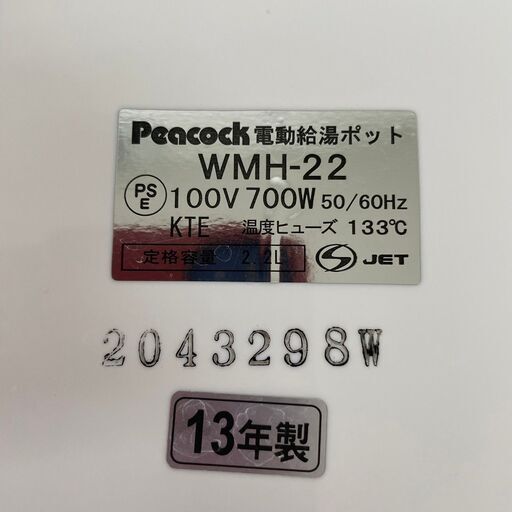 Peacock 電動給湯ポット
WMH-22
PS E 100V 700W 50/60Hz
KTE 温度ヒューズ 133℃
定格容量 2.2L JET
2043298W
13年製